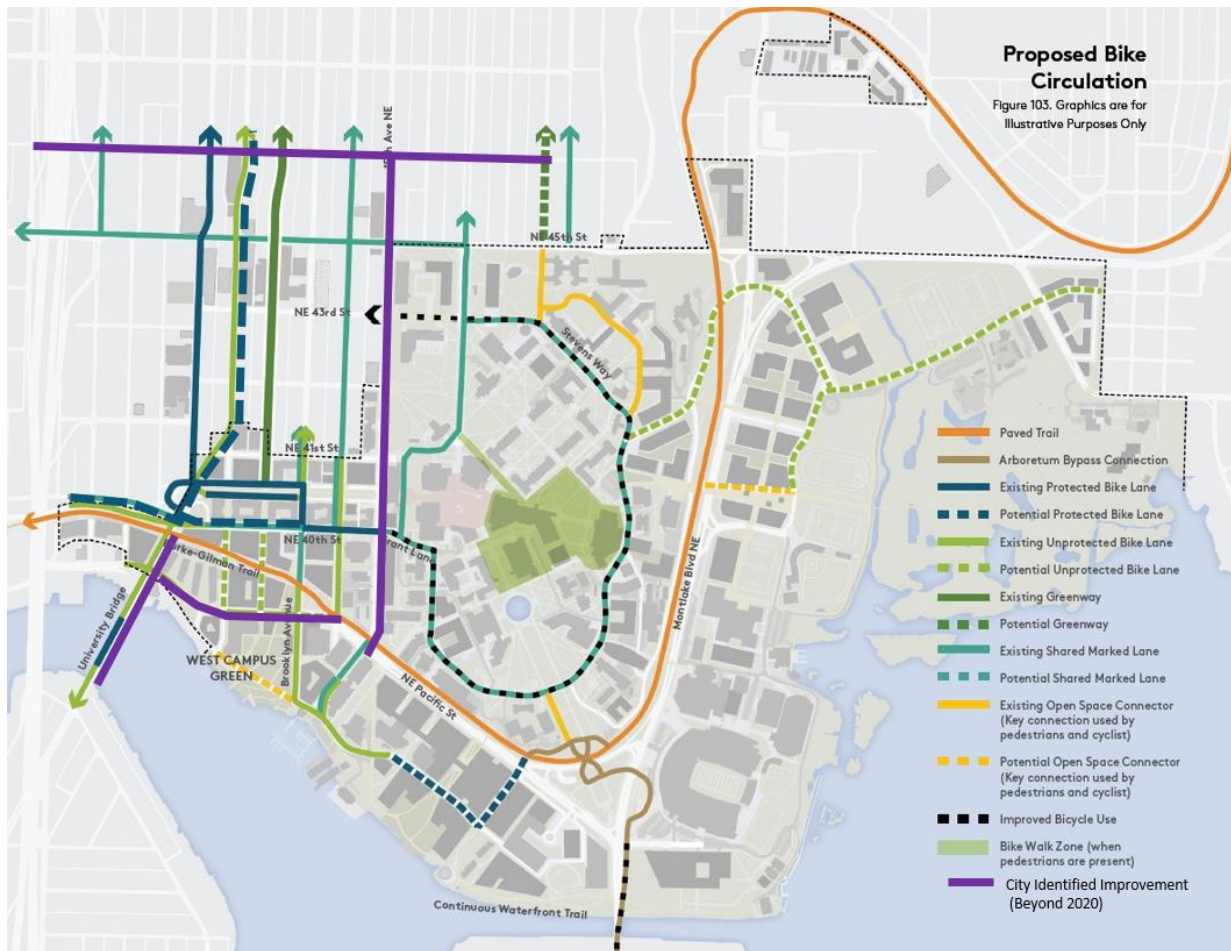 Proposed Bike
Circulation
Figure 103. Graphics are for
Illustrative Purposes Only
15th Ave NE
NE 45th St
NE 43rd St
Stevens Way
NE 41st St
NE 40th St
Grant Lane
Burke-Gilman Trail
Montlake Blvd NE
University Bridge
Brooklyn Avenue
WEST CAMPUS
GREEN
NE Pacific St
Continuous Waterfront Trail
Paved Trail
Arboretum Bypass Connection
Existing Protected Bike Lane
Potential Protected Bike Lane
Existing Unprotected Bike Lane
Potential Unprotected Bike Lane
Existing Greenway
Potential Greenway
Existing Shared Marked Lane
Potential Shared Marked Lane
Existing Open Space Connector
(Key connection used by
pedestrians and cyclist)
Potential Open Space Connector
(Key connection used by
pedestrians and cyclist)
Improved Bicycle Use
Bike Walk Zone (when
pedestrians are present)
City Identified Improvement
(Beyond 2020)